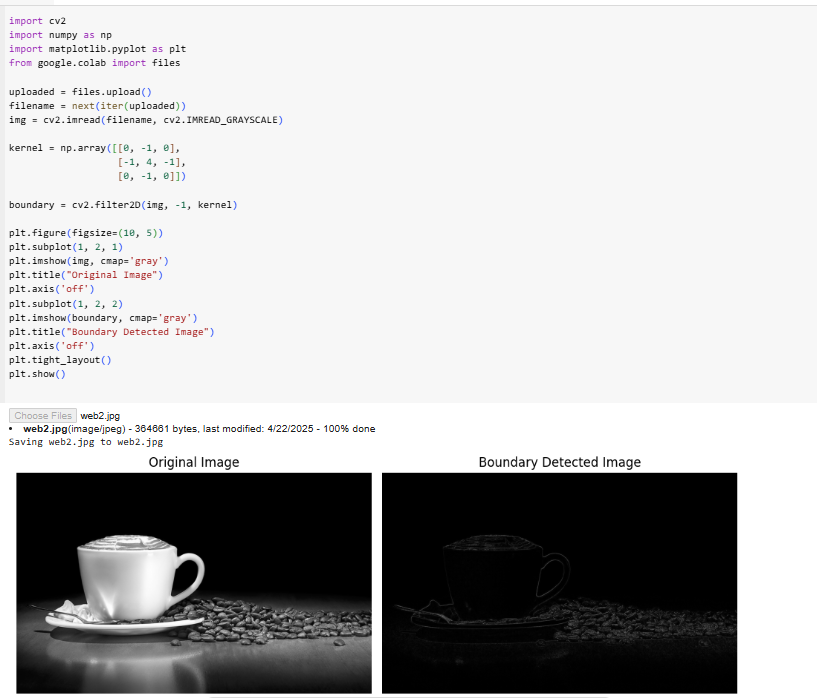 import cv2
import numpy as np
import matplotlib.pyplot as plt
from google.colab import files
uploaded = files.upload()
filename = next(iter(uploaded))
img = cv2.imread(filename, cv2.IMREAD_GRAYSCALE)
kernel = np.array([[0, -1, 0],
[-1, 4, -1],
[0, -1, 0]])
boundary = cv2.filter2D(img, -1, kernel)
plt.figure(figsize=(10, 5))
plt.subplot(1, 2, 1)
plt.imshow(img, cmap='gray')
plt.title("Original Image")
plt.axis('off')
plt.subplot(1, 2, 2)
plt.imshow(boundary, cmap='gray')
plt.title("Boundary Detected Image")
plt.axis('off')
plt.tight_layout()
plt.show()
Choose Files web2.jpg
• web2.jpg(image/jpeg) - 364661 bytes, last modified: 4/22/2025 - 100% done
Saving web2.jpg to web2.jpg
Original Image Boundary Detected Image